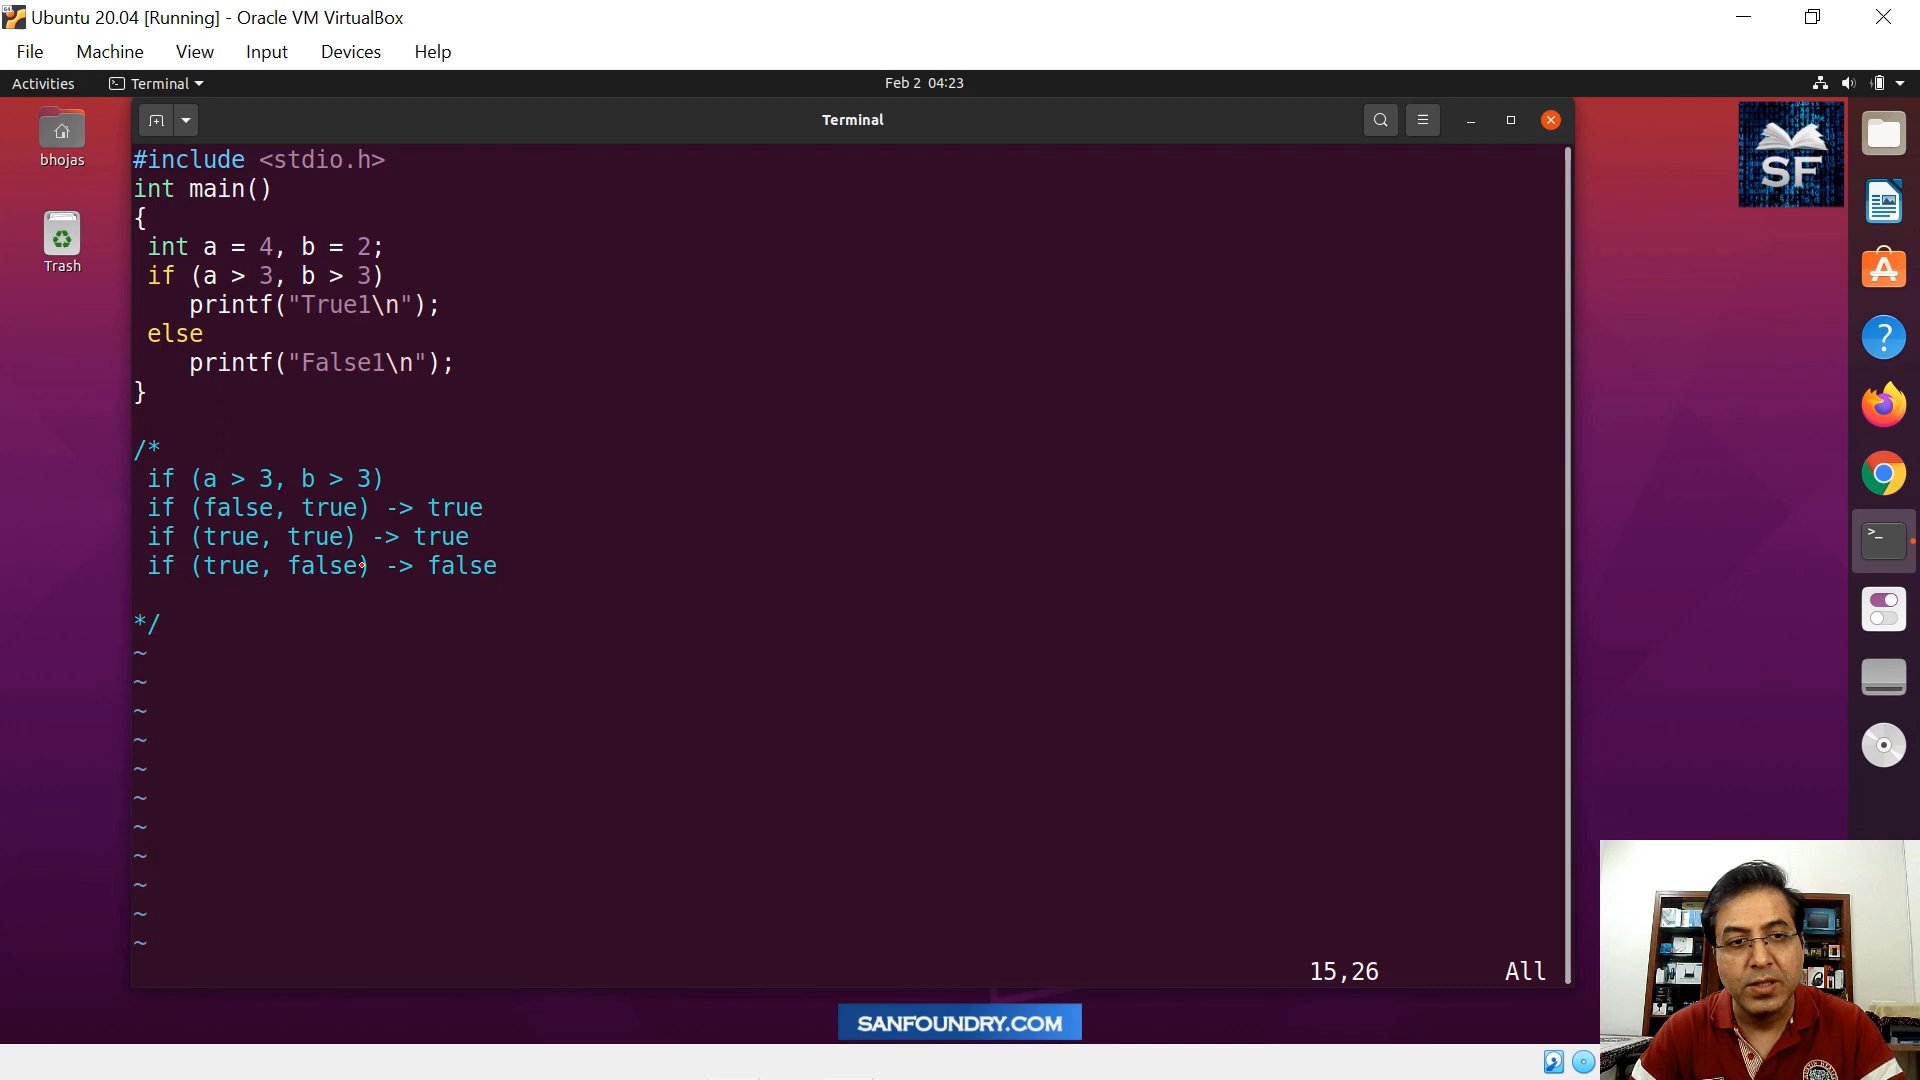 Ubuntu 20.04 [Running] - Oracle VM VirtualBox
File Machine View Input Devices Help
Activities Terminal Feb 2 04:23
bhojas
Trash
Terminal
#include <stdio.h>
int main()
{
int a = 4, b = 2;
if (a > 3, b > 3)
printf("True1\n");
else
printf("False1\n");
}
/*
if (a > 3, b > 3)
if (false, true) -> true
if (true, true) -> true
if (true, false) -> false
*/
~
~
~
~
~
~
~
~
~
~
~
15,26 All
SF
SANFOUNDRY.COM